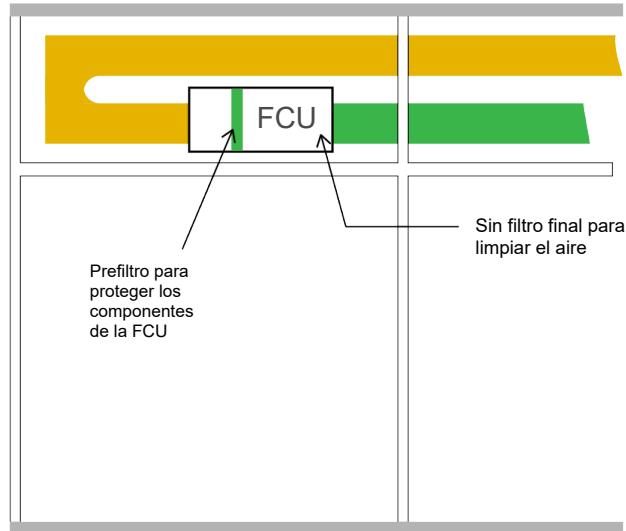 FCU
Sin filtro final para
limpiar el aire
Prefiltro para
proteger los
componentes
de la FCU